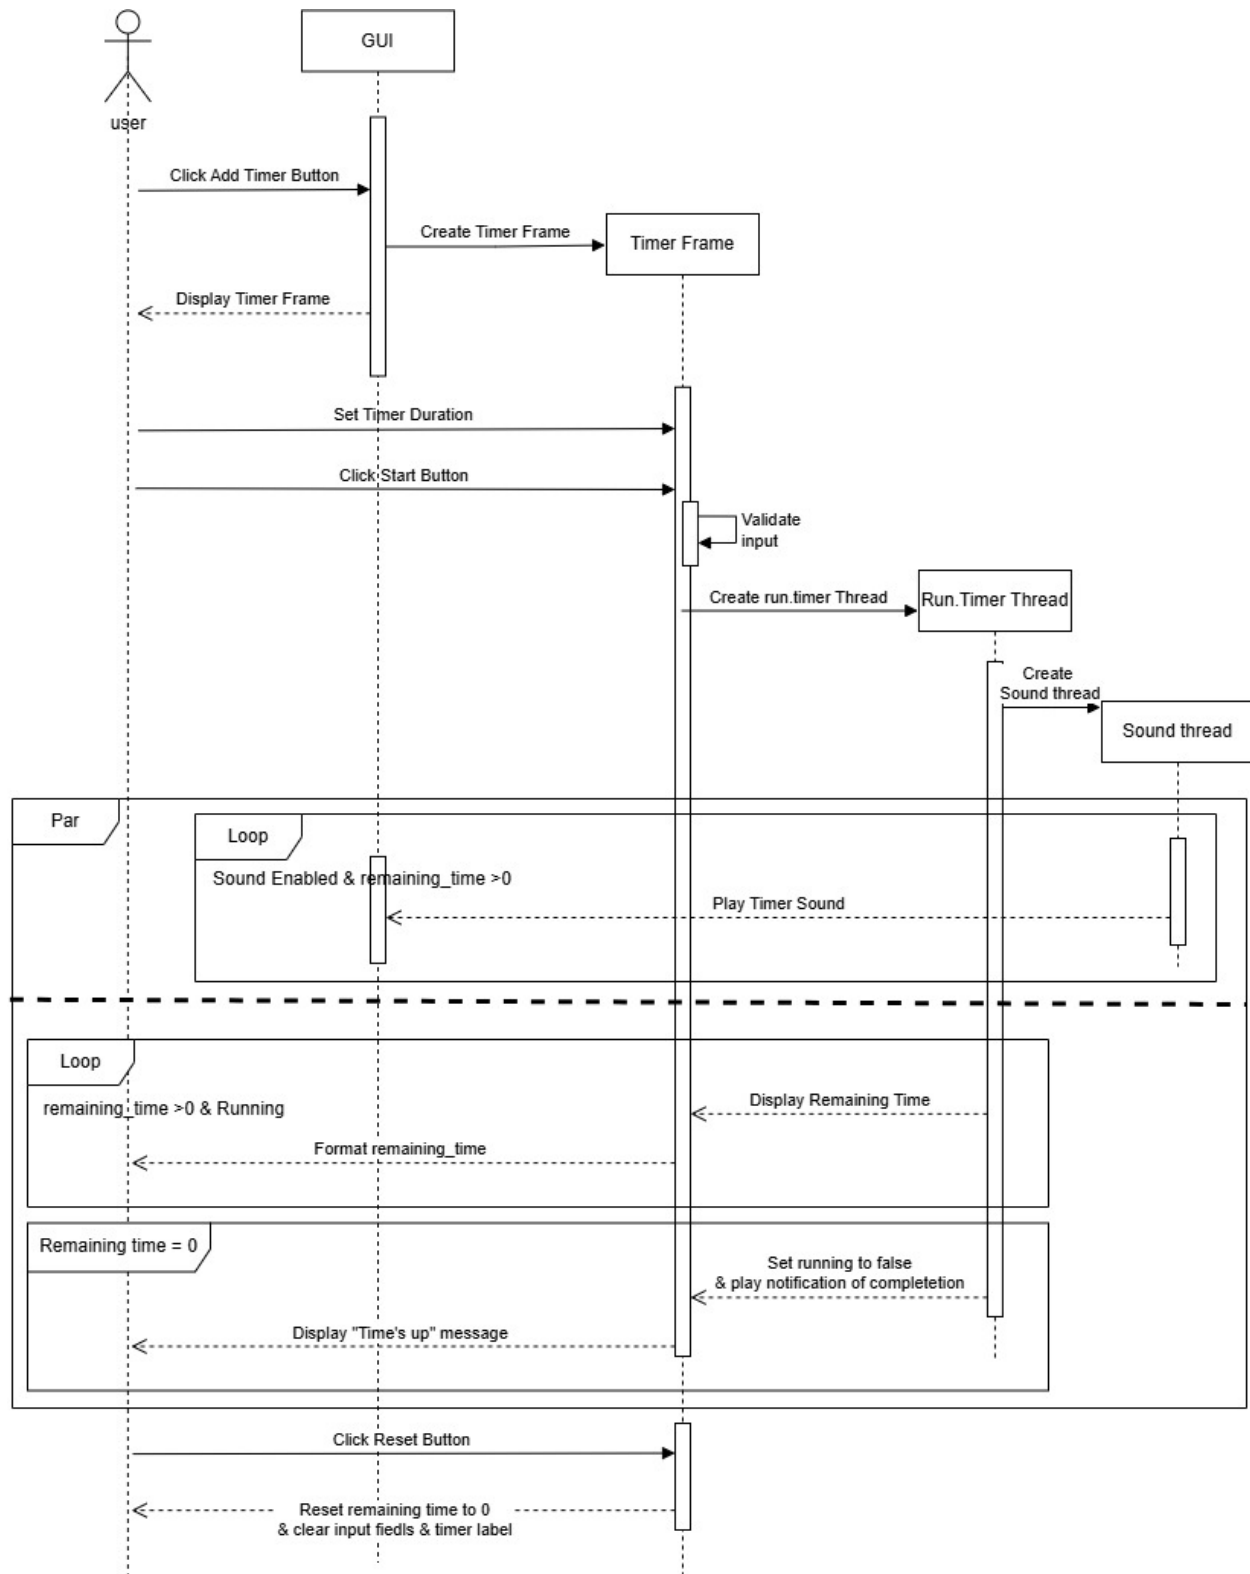 GUI
user
Click Add Timer Button
Create Timer Frame
Timer Frame
Display Timer Frame
Set Timer Duration
Click Start Button
Validate
input
Create run.timer Thread
Run.Timer Thread
Create
Sound thread
Sound thread
Par
Loop
Sound Enabled & remaining_time >0
Play Timer Sound
Loop
remaining_time >0 & Running
Display Remaining Time
Format remaining_time
Remaining time = 0
Set running to false
& play notification of completetion
Display "Time's up" message
Click Reset Button
Reset remaining time to 0
& clear input fiedls & timer label